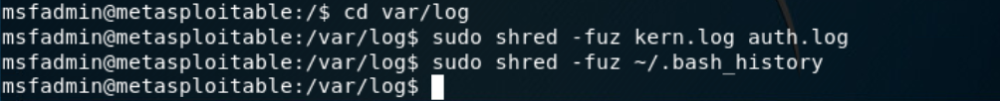 msfadmin@metasploitable:/$ cd var/log
msfadmin@metasploitable:/var/log$ sudo shred -fuz kern.log auth.log
msfadmin@metasploitable:/var/log$ sudo shred -fuz ~/.bash_history
msfadmin@metasploitable:/var/log$